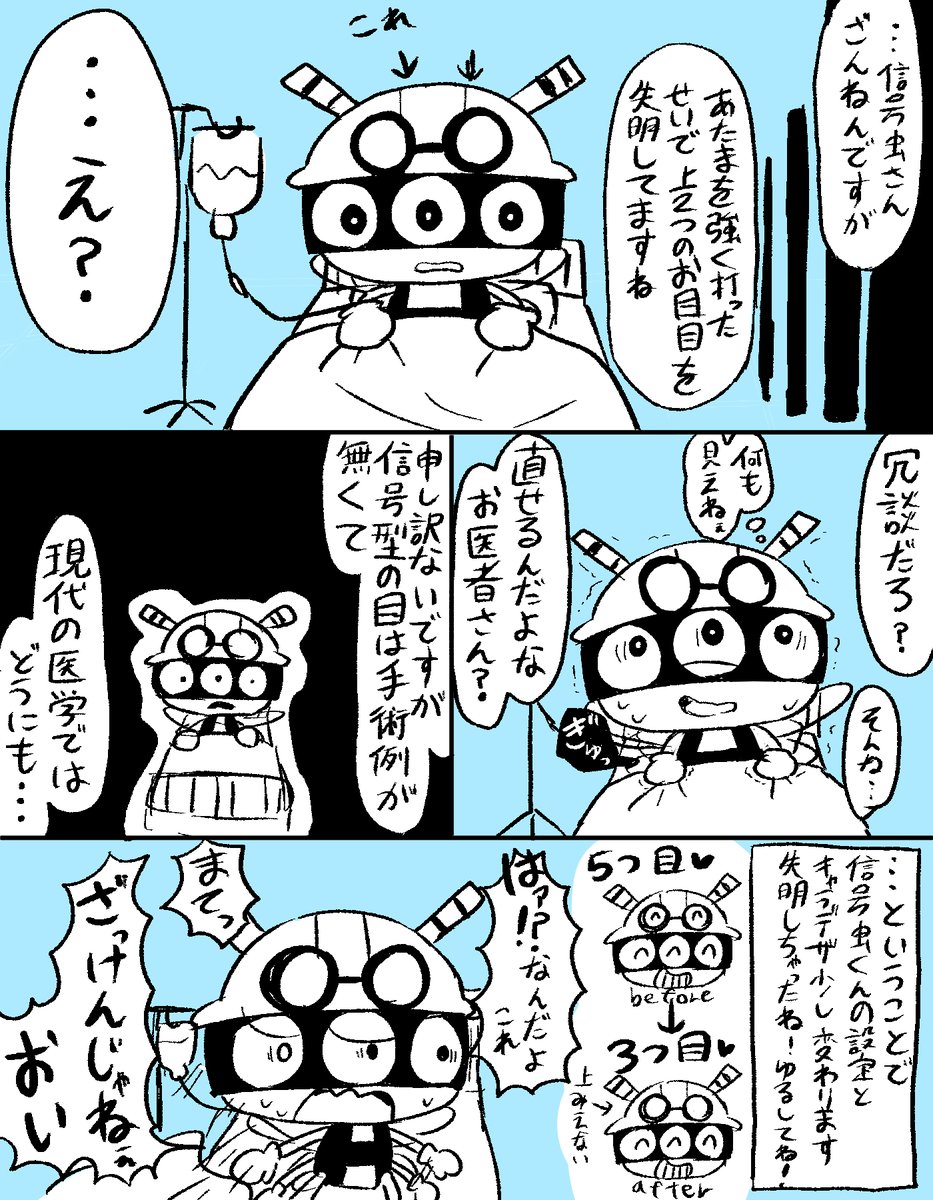 …信号虫さん
ざんねんですが
あたまを強く打った
せいで上2つのお目目を
失明してますね
これ
…え?
冗談だろ?
そんな…
何も
見えねぇ
直せるんだよな
お医者さん?
ぎゅっ
申し訳ないですが
信号型の目は手術例が
無くて
現代の医学では
どうにも…
…ということで
信号虫くんの設定と
キャラデザ少し変わります
失明しちゃったね!ゆるしてね!
5つ目♥
before
3つ目♥
上みえない
after
はァ?!なんだよ
これ
まてっ
ざっけんじゃねー
おい